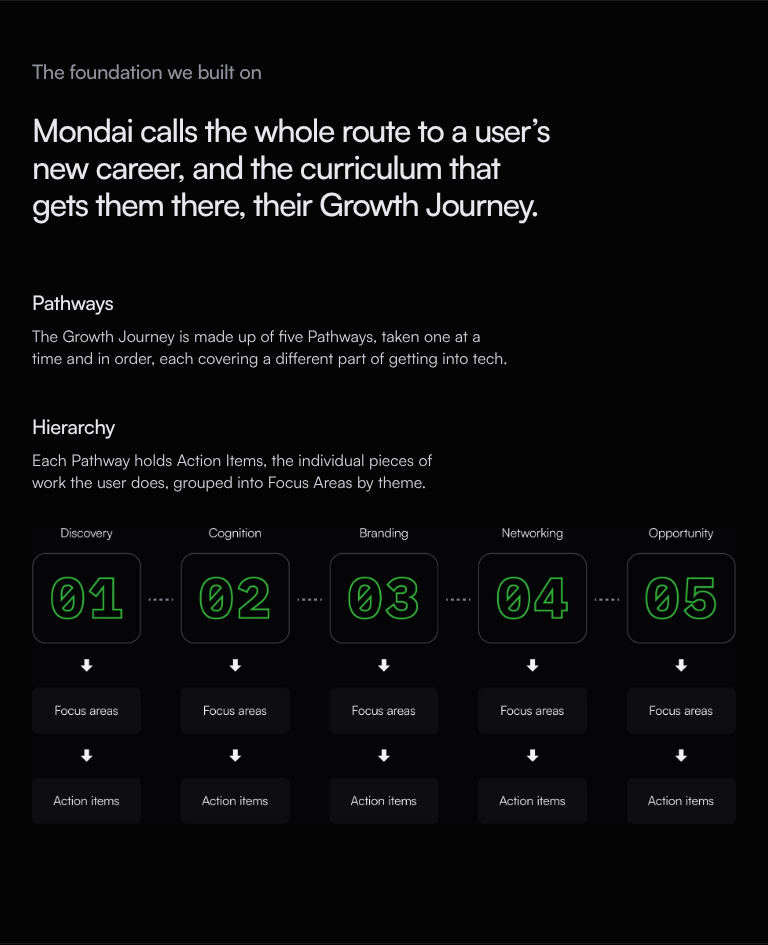 The foundation we built on
Mondai calls the whole route to a user’s
new career, and the curriculum that
gets them there, their Growth Journey.
Pathways
The Growth Journey is made up of five Pathways, taken one at a
time and in order, each covering a different part of getting into tech.
Hierarchy
Each Pathway holds Action Items, the individual pieces of
work the user does, grouped into Focus Areas by theme.
Discovery Cognition Branding Networking Opportunity
01 02 03 04 05
Focus areas Focus areas Focus areas Focus areas Focus areas
Action items Action items Action items Action items Action items